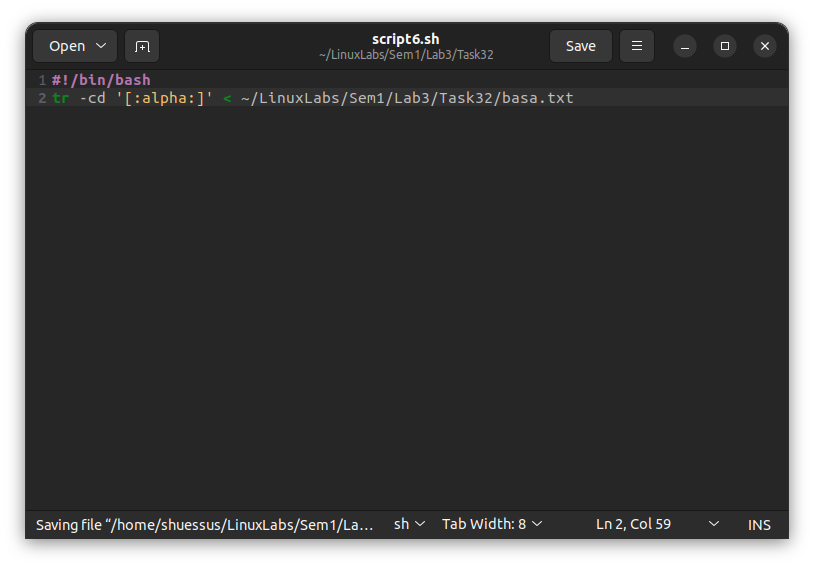 Open
script6.sh
~/LinuxLabs/Sem1/Lab3/Task32
Save
1 #!/bin/bash
2 tr -cd '[:alpha:]' < ~/LinuxLabs/Sem1/Lab3/Task32/basa.txt
Saving file “/home/shuessus/LinuxLabs/Sem1/La… sh Tab Width: 8 Ln 2, Col 59 INS